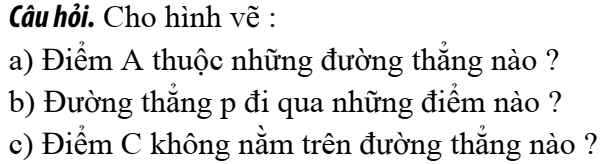 Câu hỏi. Cho hình vẽ :
a) Điểm A thuộc những đường thẳng nào ?
b) Đường thẳng p đi qua những điểm nào ?
c) Điểm C không nằm trên đường thẳng nào ?